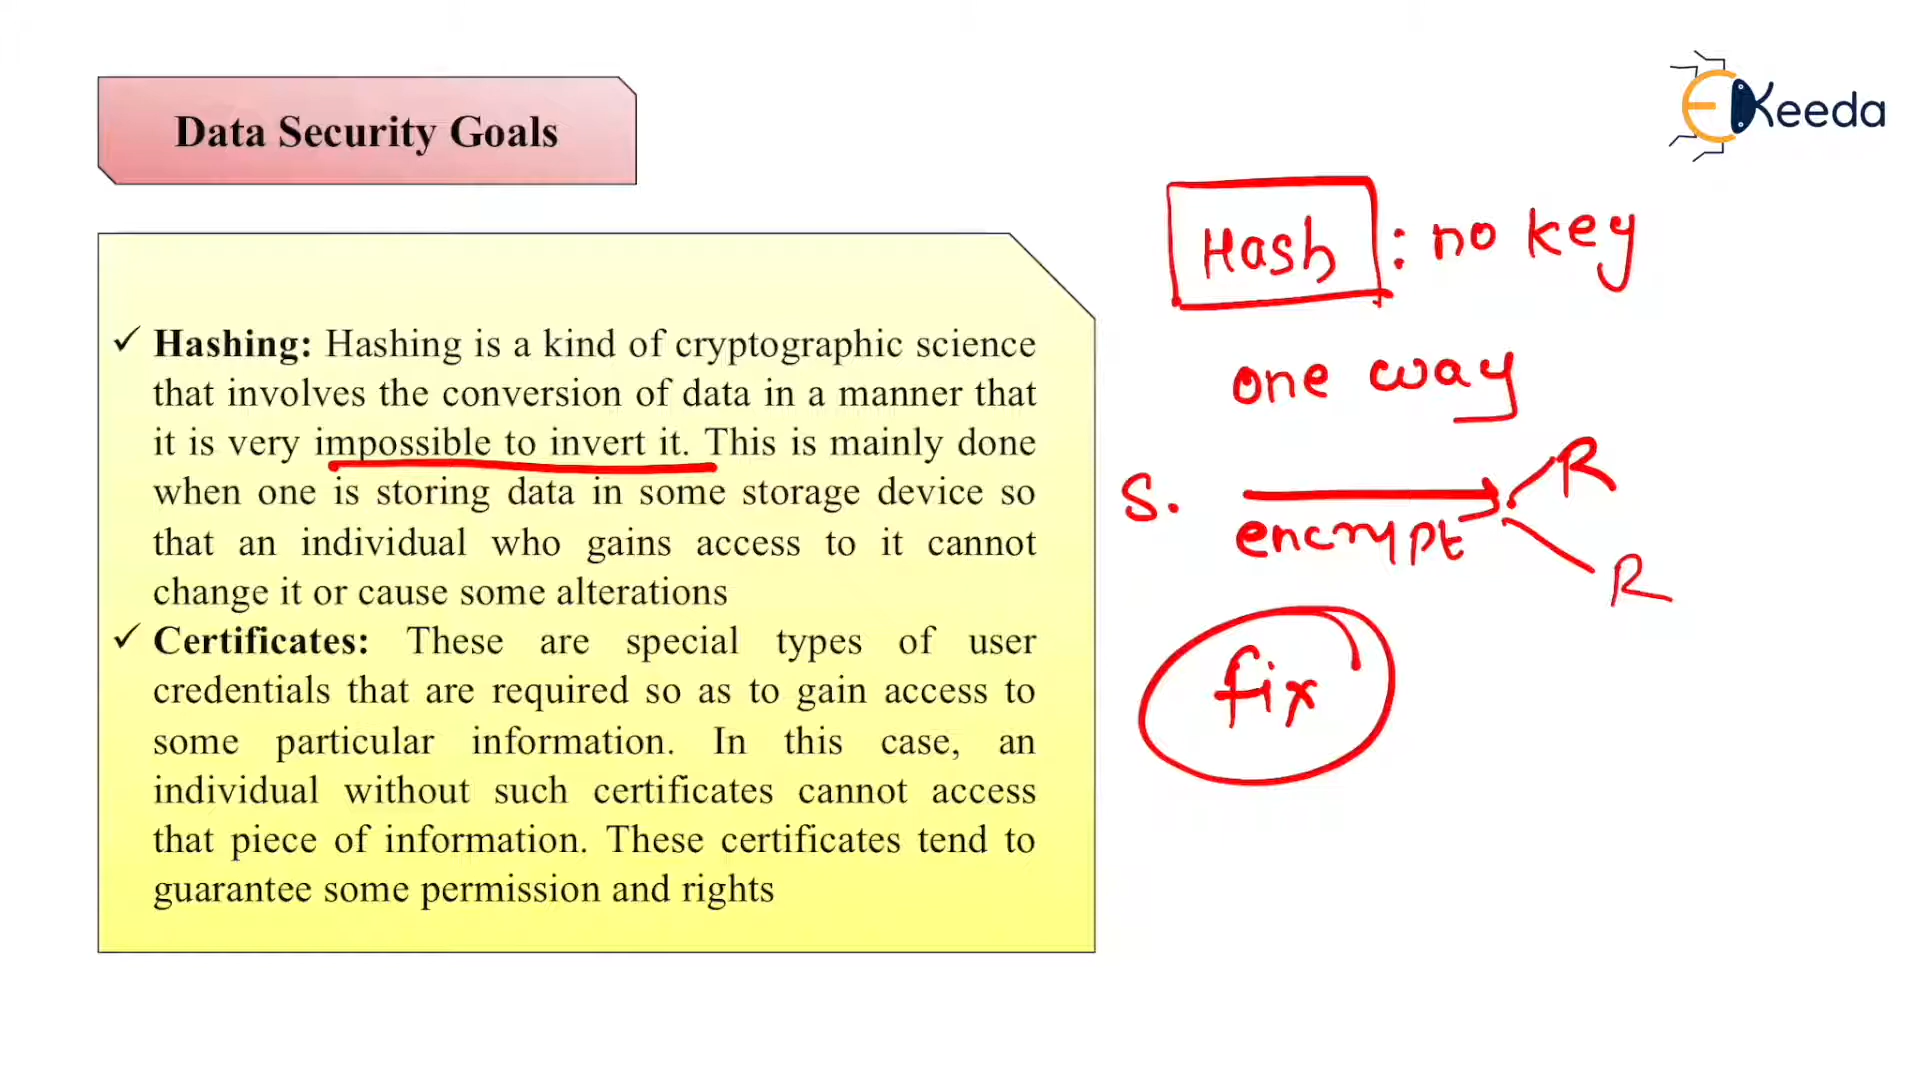 Data Security Goals
EKeeda
Hash : no key
one way
✓ Hashing: Hashing is a kind of cryptographic science
that involves the conversion of data in a manner that
it is very impossible to invert it. This is mainly done
when one is storing data in some storage device so
that an individual who gains access to it cannot
change it or cause some alterations
✓ Certificates: These are special types of user
credentials that are required so as to gain access to
some particular information. In this case, an
individual without such certificates cannot access
that piece of information. These certificates tend to
guarantee some permission and rights
R
S.
encrypt
R
fix